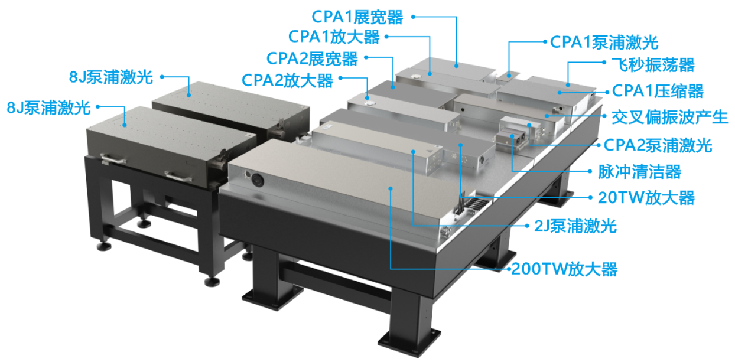 CPA1展宽器
CPA1放大器
CPA2展宽器
CPA2放大器
8J泵浦激光
8J泵浦激光
CPA1泵浦激光
飞秒振荡器
CPA1压缩器
交叉偏振波产生
CPA2泵浦激光
脉冲清洁器
20TW放大器
2J泵浦激光
200TW放大器